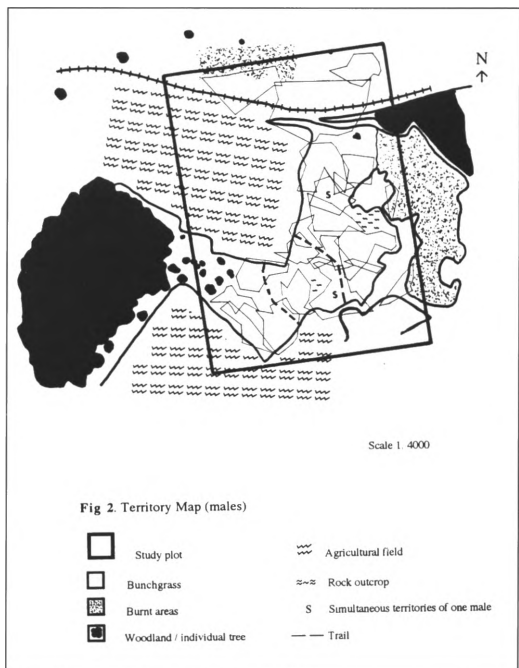 N
S
S
Scale 1. 4000
Fig 2. Territory Map (males)
Study plot
Agricultural field
Bunchgrass
Rock outcrop
Burnt areas
S Simultaneous territories of one male
Woodland / individual tree
Trail